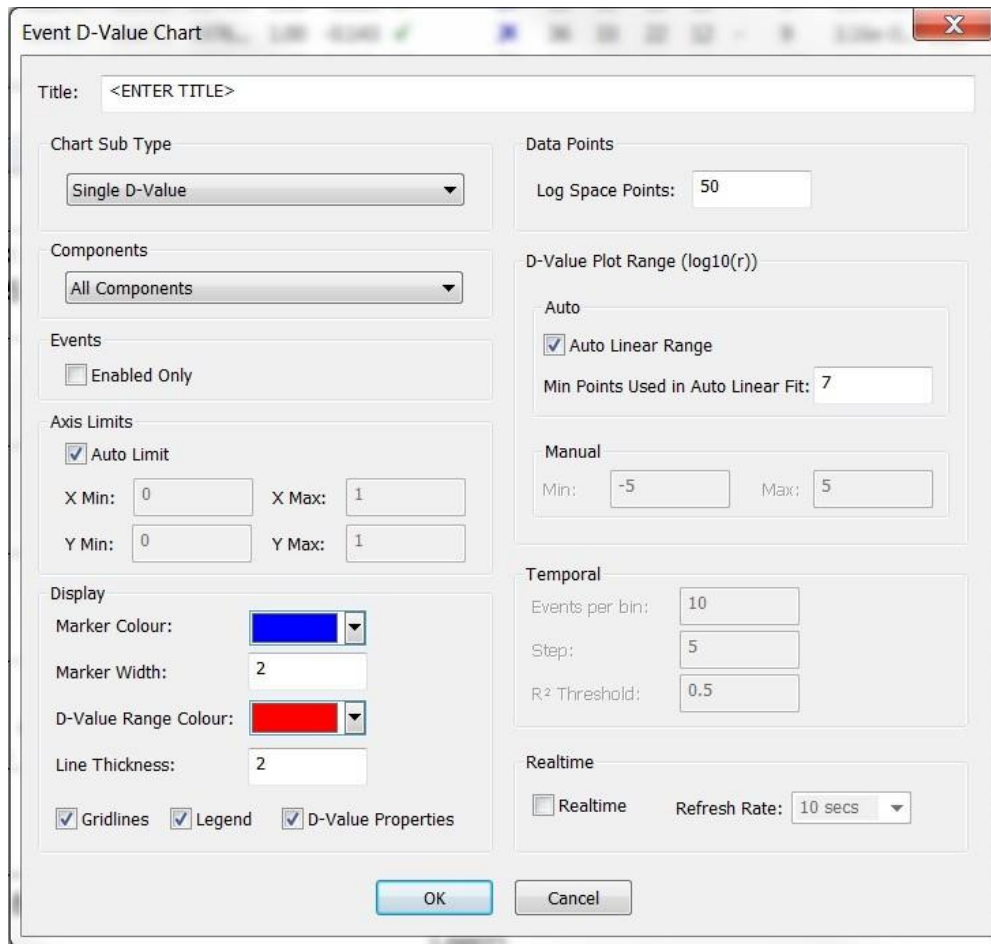 Event D-Value Chart
Title: <ENTER TITLE>
Chart Sub Type
Single D-Value
Components
All Components
Events
Enabled Only
Axis Limits
Auto Limit
X Min: 0 X Max: 1
Y Min: 0 Y Max: 1
Display
Marker Colour:
Marker Width: 2
D-Value Range Colour:
Line Thickness: 2
Gridlines Legend D-Value Properties
Data Points
Log Space Points: 50
D-Value Plot Range (log10(r))
Auto
Auto Linear Range
Min Points Used in Auto Linear Fit: 7
Manual
Min: -5 Max: 5
Temporal
Events per bin: 10
Step: 5
R² Threshold: 0.5
Realtime
Realtime Refresh Rate: 10 secs
OK Cancel